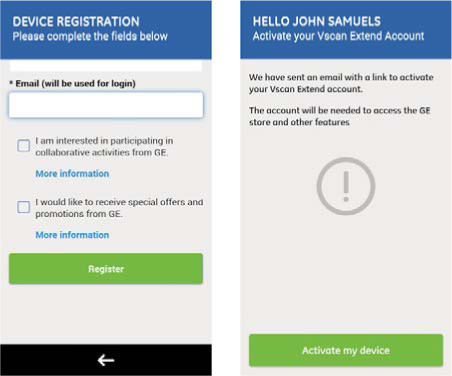 DEVICE REGISTRATION
Please complete the fields below
* Email (will be used for login)
I am interested in participating in
collaborative activities from GE.
More information
I would like to receive special offers and
promotions from GE.
More information
Register
HELLO JOHN SAMUELS
Activate your Vscan Extend Account
We have sent an email with a link to activate
your Vscan Extend account.
The account will be needed to access the GE
store and other features
Activate my device